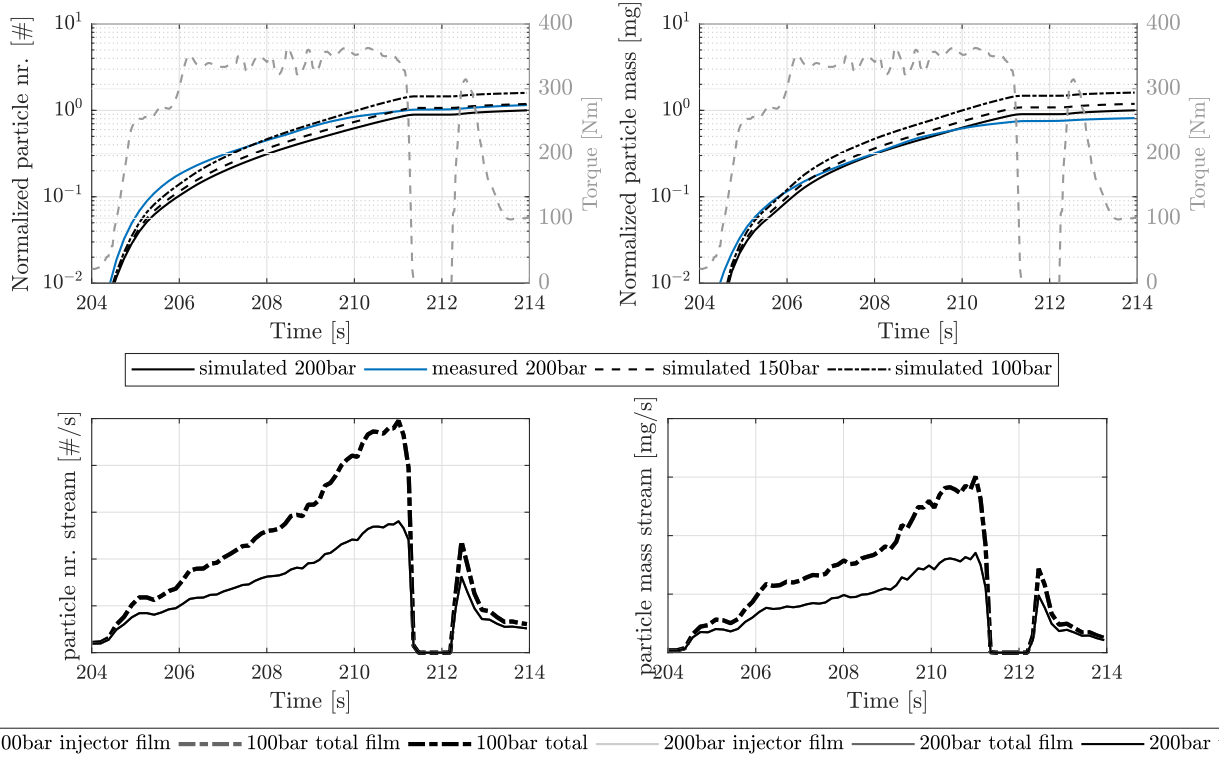 Normalized particle nr. [#]
10^1
10^0
10^-1
10^-2
400
300
200
100
0
Torque [Nm]
204 206 208 210 212 214
Time [s]
Normalized particle mass [mg]
10^1
10^0
10^-1
10^-2
400
300
200
100
0
Torque [Nm]
204 206 208 210 212 214
Time [s]
simulated 200bar measured 200bar simulated 150bar simulated 100bar
particle nr. stream [#/s]
204 206 208 210 212 214
Time [s]
particle mass stream [mg/s]
204 206 208 210 212 214
Time [s]
00bar injector film 100bar total film 100bar total 200bar injector film 200bar total film 200bar